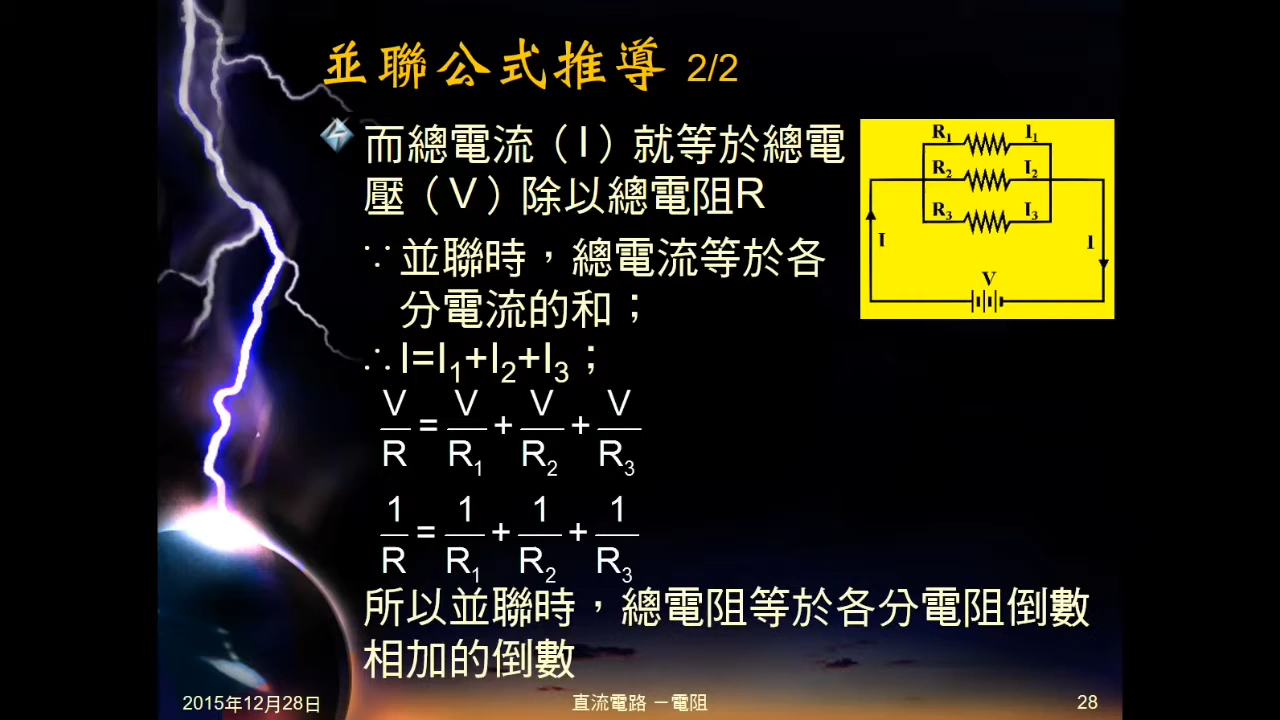 並聯公式推導 2/2
而總電流（I）就等於總電
壓（V）除以總電阻R
∵並聯時，總電流等於各
分電流的和；
∴I=I₁+I₂+I₃；
V/R = V/R₁ + V/R₂ + V/R₃
1/R = 1/R₁ + 1/R₂ + 1/R₃
所以並聯時，總電阻等於各分電阻倒數
相加的倒數
R₁ I₁
R₂ I₂
R₃ I₃
I I
V
2015年12月28日 直流電路 －電阻 28